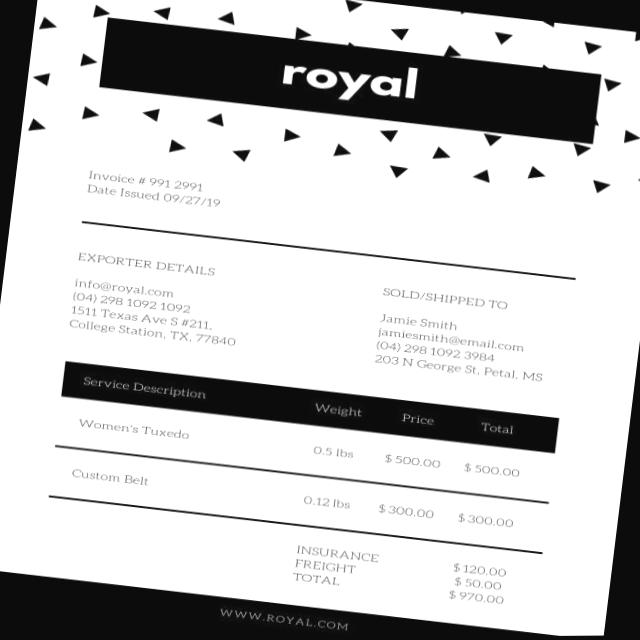 royal
Invoice # 991 2991
Date Issued 09/27/19
EXPORTER DETAILS
info@royal.com
(04) 298 1092 1092
1511 Texas Ave S #211,
College Station, TX, 77840
SOLD/SHIPPED TO
Jamie Smith
jamiesmith@email.com
(04) 298 1092 3984
203 N George St, Petal, MS
Service Description Weight Price Total
Women's Tuxedo 0.5 lbs $ 500.00 $ 500.00
Custom Belt 0.12 lbs $ 300.00 $ 300.00
INSURANCE $ 120.00
FREIGHT $ 50.00
TOTAL $ 970.00
WWW.ROYAL.COM